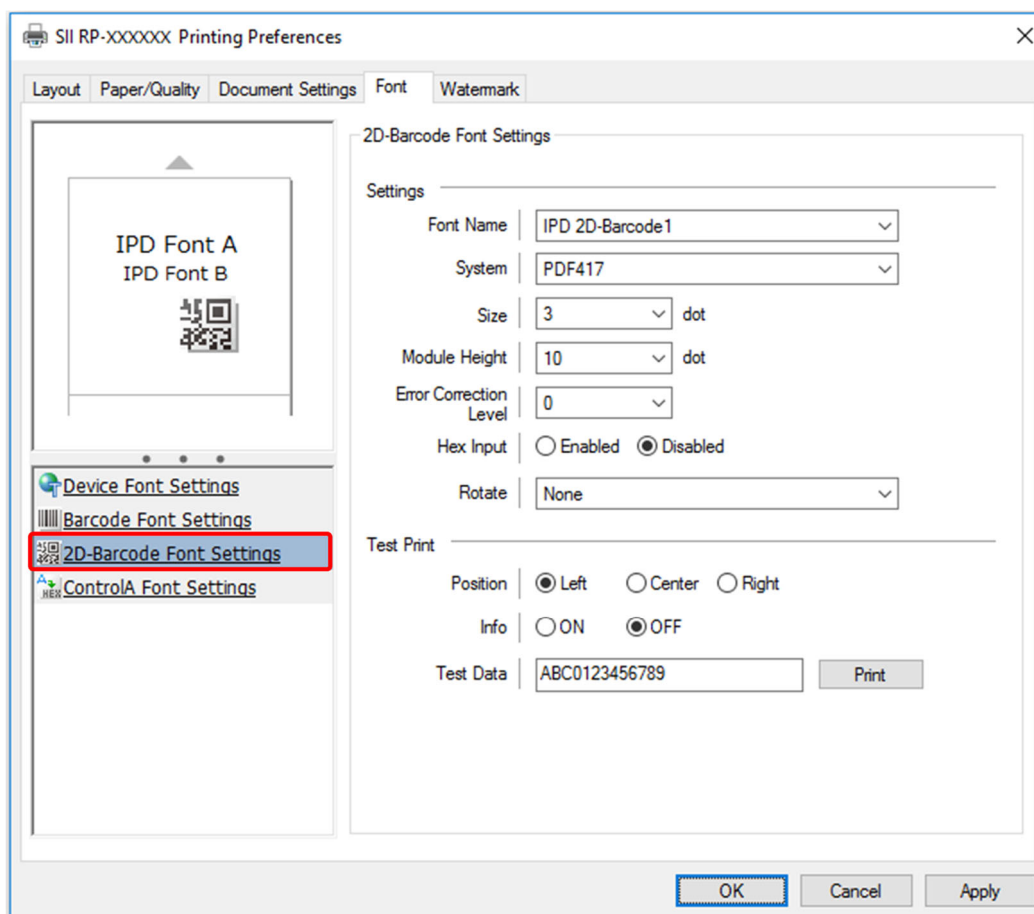 SII RP-XXXXXX Printing Preferences
Layout Paper/Quality Document Settings Font Watermark
IPD Font A
IPD Font B
Device Font Settings
Barcode Font Settings
2D-Barcode Font Settings
A HEX ControlA Font Settings
2D-Barcode Font Settings
Settings
Font Name IPD 2D-Barcode1
System PDF417
Size 3 dot
Module Height 10 dot
Error Correction
Level 0
Hex Input Enabled Disabled
Rotate None
Test Print
Position Left Center Right
Info ON OFF
Test Data ABC0123456789 Print
OK Cancel Apply